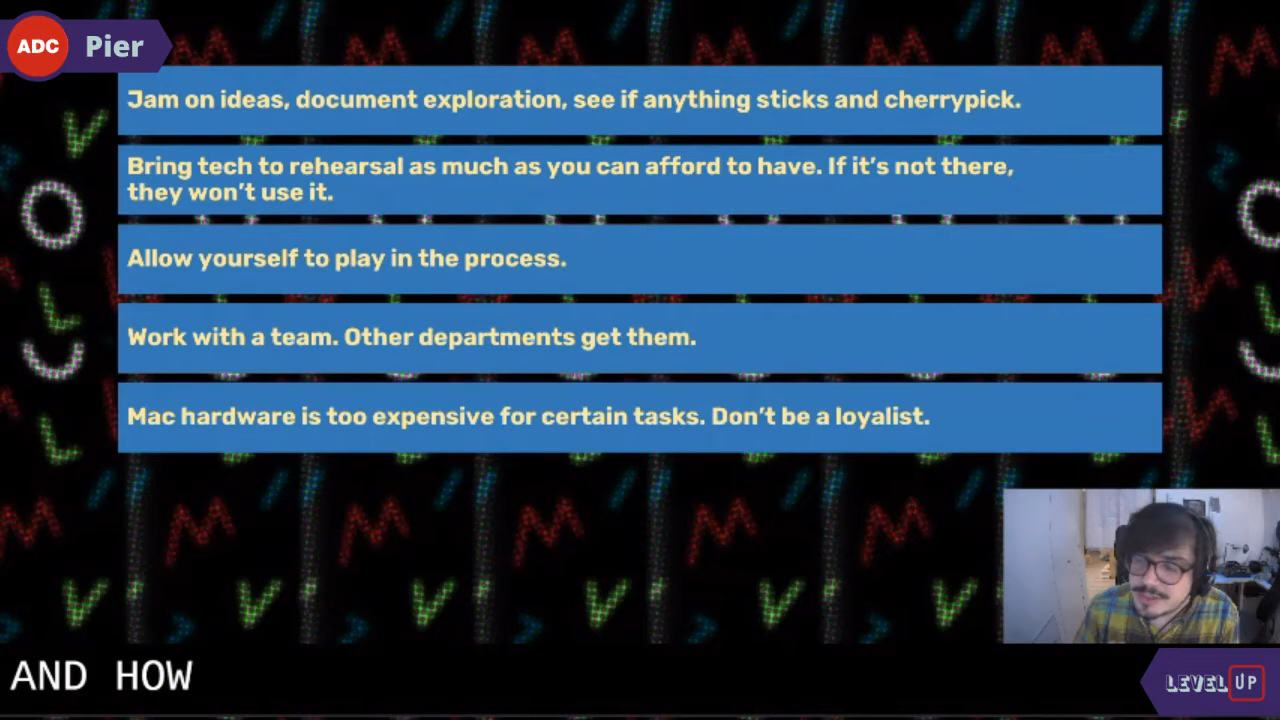 ADC
Pier
Jam on ideas, document exploration, see if anything sticks and cherrypick.
Bring tech to rehearsal as much as you can afford to have. If it's not there,
they won't use it.
Allow yourself to play in the process.
Work with a team. Other departments get them.
Mac hardware is too expensive for certain tasks. Don't be a loyalist.
AND HOW
LEVEL UP